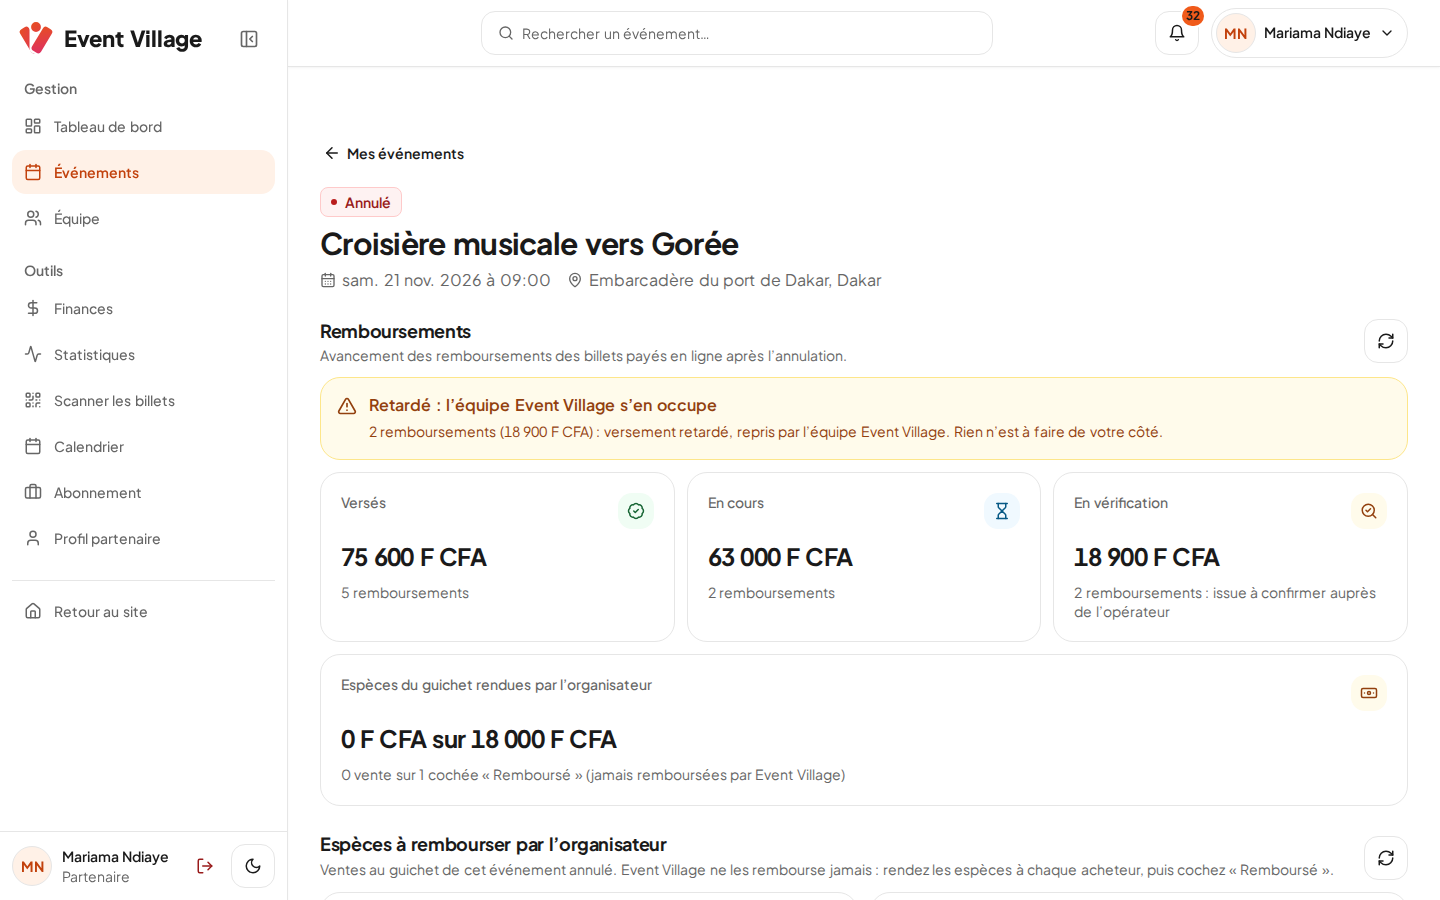 Event Village
Gestion
Tableau de bord
Événements
Équipe
Outils
Finances
Statistiques
Scanner les billets
Calendrier
Abonnement
Profil partenaire
Retour au site
MN
Mariama Ndiaye
Partenaire
Rechercher un événement…
32
MN
Mariama Ndiaye
Mes événements
Annulé
Croisière musicale vers Gorée
sam. 21 nov. 2026 à 09:00
Embarcadère du port de Dakar, Dakar
Remboursements
Avancement des remboursements des billets payés en ligne après l’annulation.
Retardé : l’équipe Event Village s’en occupe
2 remboursements (18 900 F CFA) : versement retardé, repris par l’équipe Event Village. Rien n’est à faire de votre côté.
Versés
75 600 F CFA
5 remboursements
En cours
63 000 F CFA
2 remboursements
En vérification
18 900 F CFA
2 remboursements : issue à confirmer auprès
de l’opérateur
Espèces du guichet rendues par l’organisateur
0 F CFA sur 18 000 F CFA
0 vente sur 1 cochée « Remboursé » (jamais remboursées par Event Village)
Espèces à rembourser par l’organisateur
Ventes au guichet de cet événement annulé. Event Village ne les rembourse jamais : rendez les espèces à chaque acheteur, puis cochez « Remboursé ».